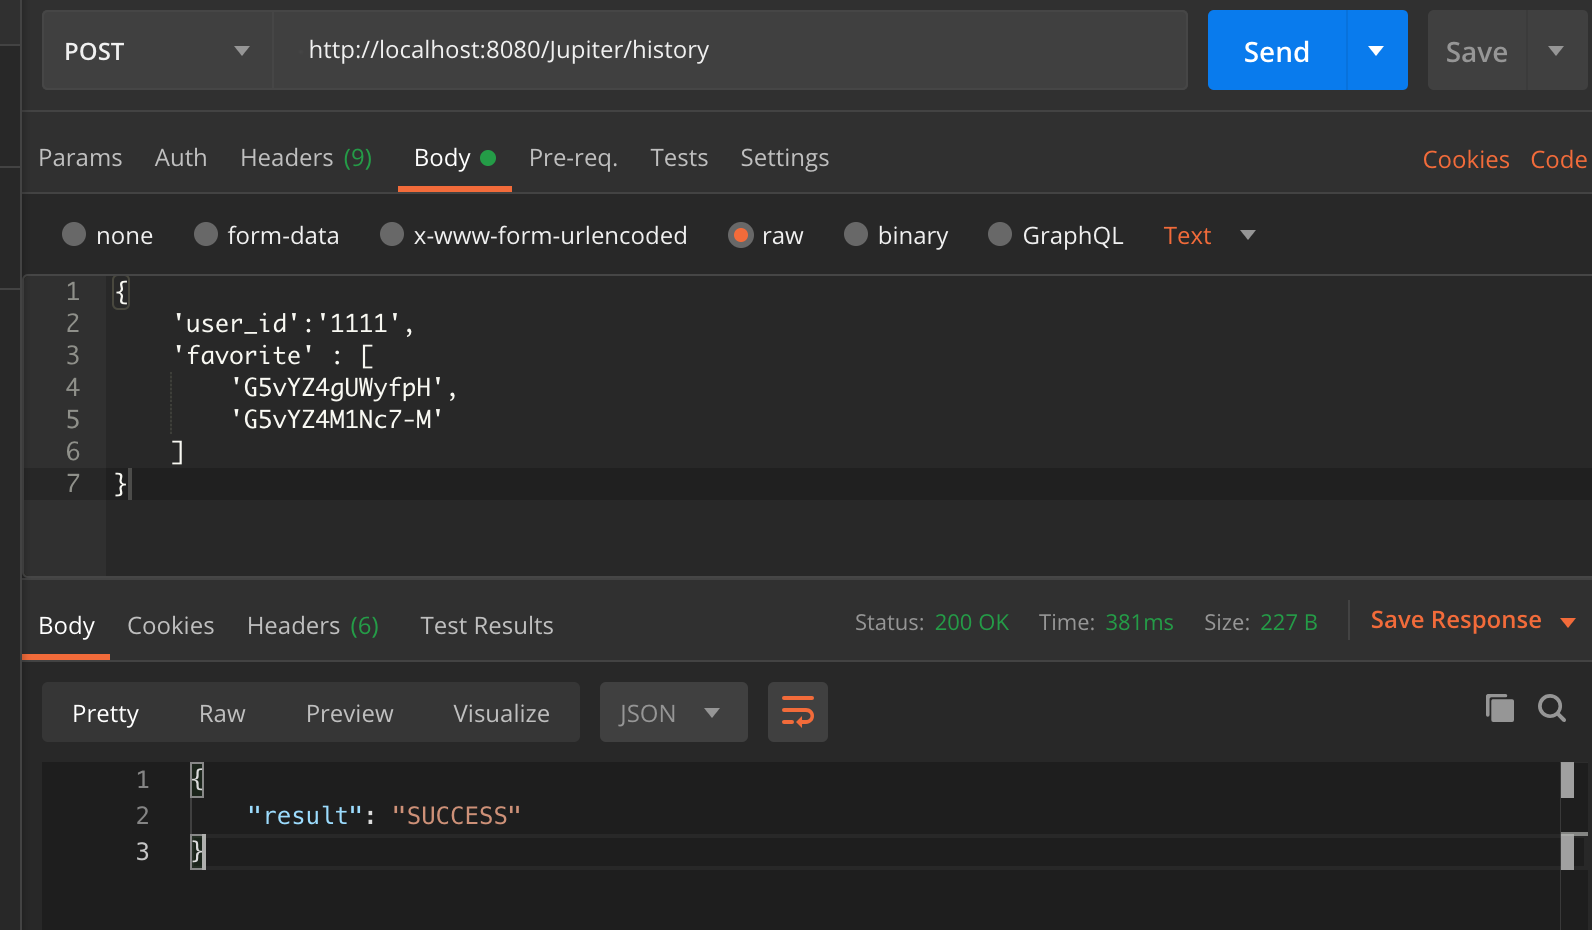 POST http://localhost:8080/Jupiter/history Send Save
Params Auth Headers (9) Body Pre-req. Tests Settings Cookies Code
none form-data x-www-form-urlencoded raw binary GraphQL Text
1 {
2 'user_id':'1111',
3 'favorite' : [
4 'G5vYZ4gUWyfpH',
5 'G5vYZ4M1Nc7-M'
6 ]
7 }
Body Cookies Headers (6) Test Results Status: 200 OK Time: 381ms Size: 227 B Save Response
Pretty Raw Preview Visualize JSON
1 {
2 "result": "SUCCESS"
3 }